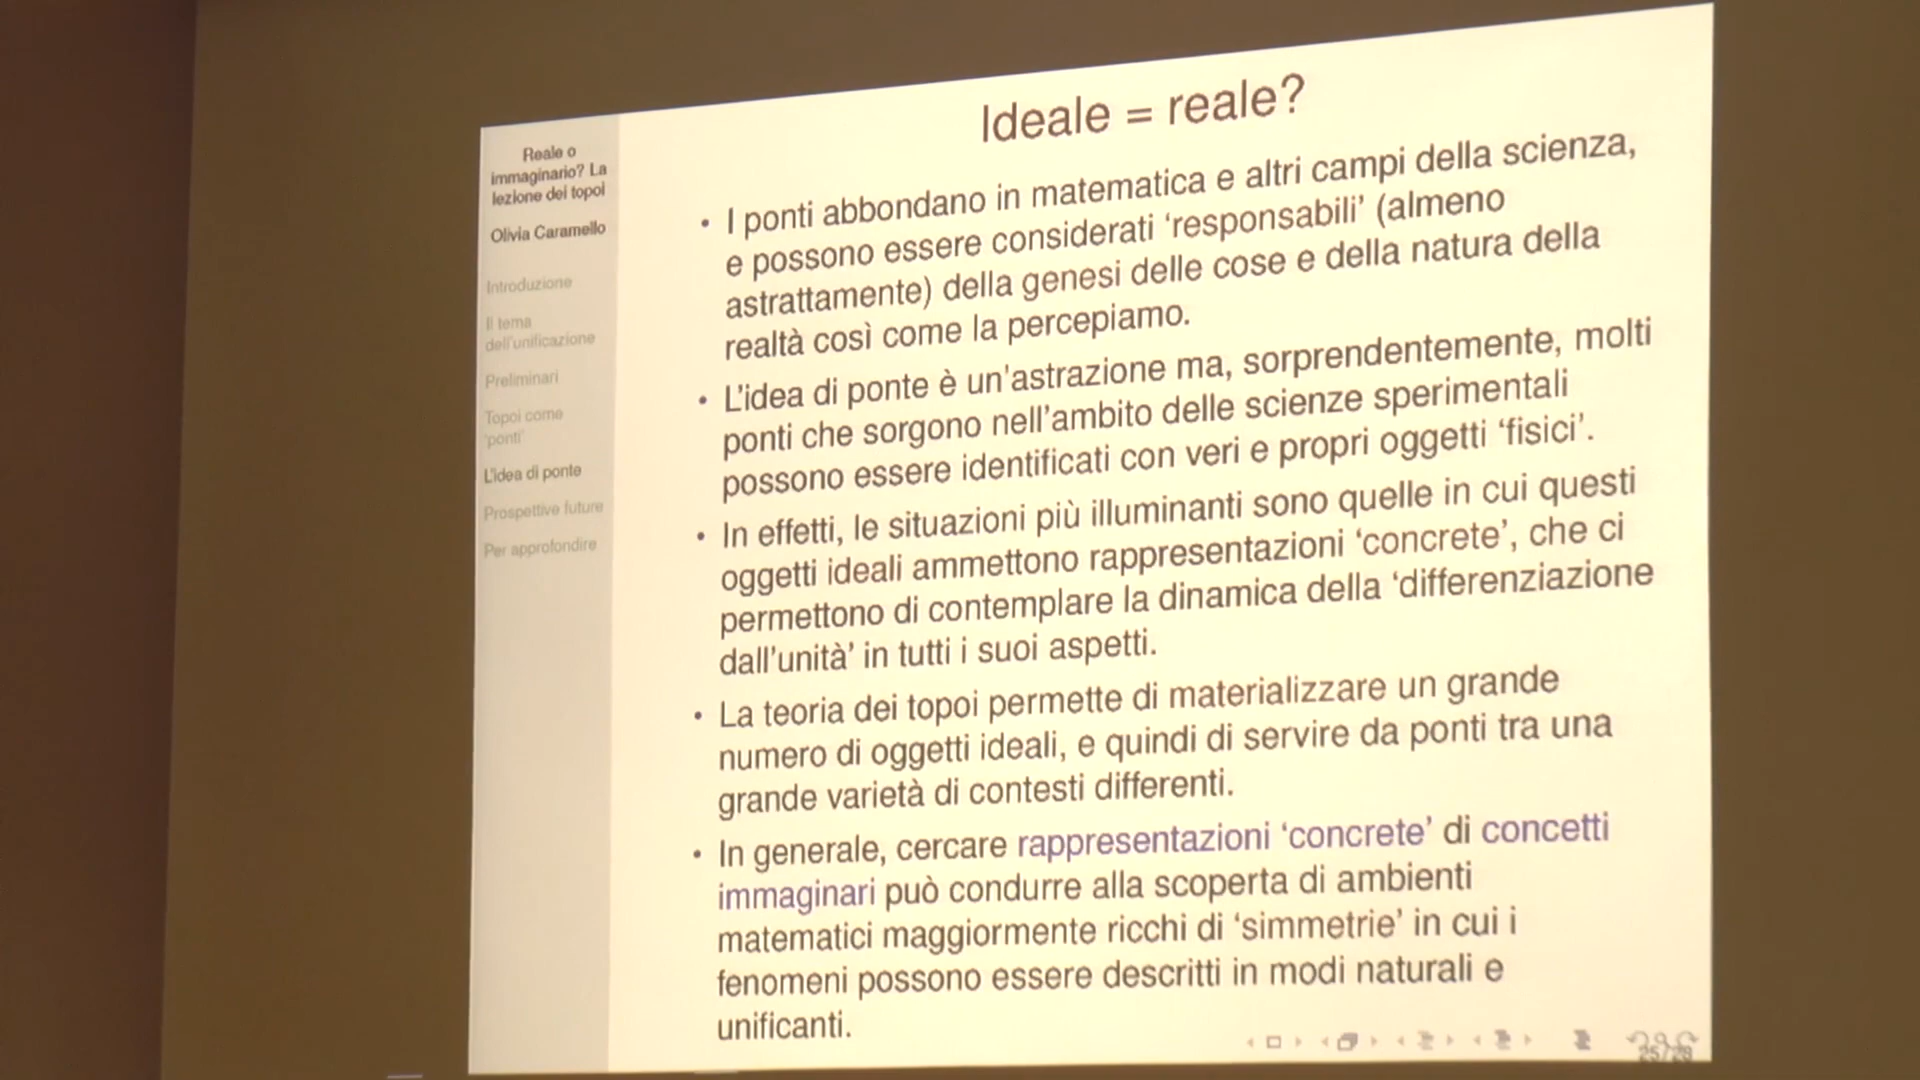 Reale o
immaginario? La
lezione dei topoi
Olivia Caramello
Introduzione
Il tema
dell'unificazione
Preliminari
Topoi come
'ponti'
L'idea di ponte
Prospettive future
Per approfondire
Ideale = reale?
• I ponti abbondano in matematica e altri campi della scienza,
e possono essere considerati ‘responsabili’ (almeno
astrattamente) della genesi delle cose e della natura della
realtà così come la percepiamo.
• L’idea di ponte è un'astrazione ma, sorprendentemente, molti
ponti che sorgono nell’ambito delle scienze sperimentali
possono essere identificati con veri e propri oggetti ‘fisici’.
• In effetti, le situazioni più illuminanti sono quelle in cui questi
oggetti ideali ammettono rappresentazioni ‘concrete’, che ci
permettono di contemplare la dinamica della ‘differenziazione
dall’unità’ in tutti i suoi aspetti.
• La teoria dei topoi permette di materializzare un grande
numero di oggetti ideali, e quindi di servire da ponti tra una
grande varietà di contesti differenti.
• In generale, cercare rappresentazioni ‘concrete’ di concetti
immaginari può condurre alla scoperta di ambienti
matematici maggiormente ricchi di ‘simmetrie’ in cui i
fenomeni possono essere descritti in modi naturali e
unificanti.
25/28